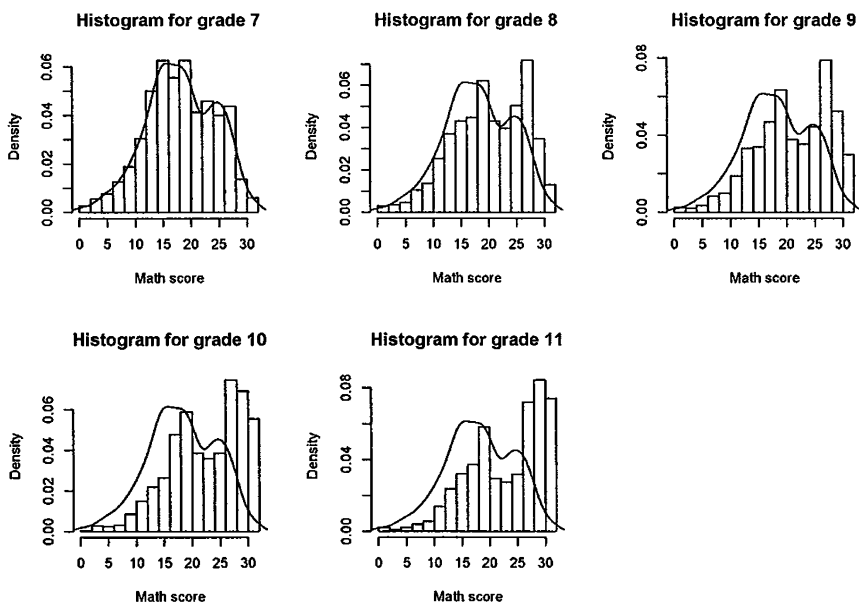 Histogram for grade 7
Density
0.00 0.02 0.04 0.06
0 5 10 15 20 25 30
Math score
Histogram for grade 8
Density
0.00 0.02 0.04 0.06
0 5 10 15 20 25 30
Math score
Histogram for grade 9
Density
0.00 0.04 0.08
0 5 10 15 20 25 30
Math score
Histogram for grade 10
Density
0.00 0.02 0.04 0.06
0 5 10 15 20 25 30
Math score
Histogram for grade 11
Density
0.00 0.04 0.08
0 5 10 15 20 25 30
Math score